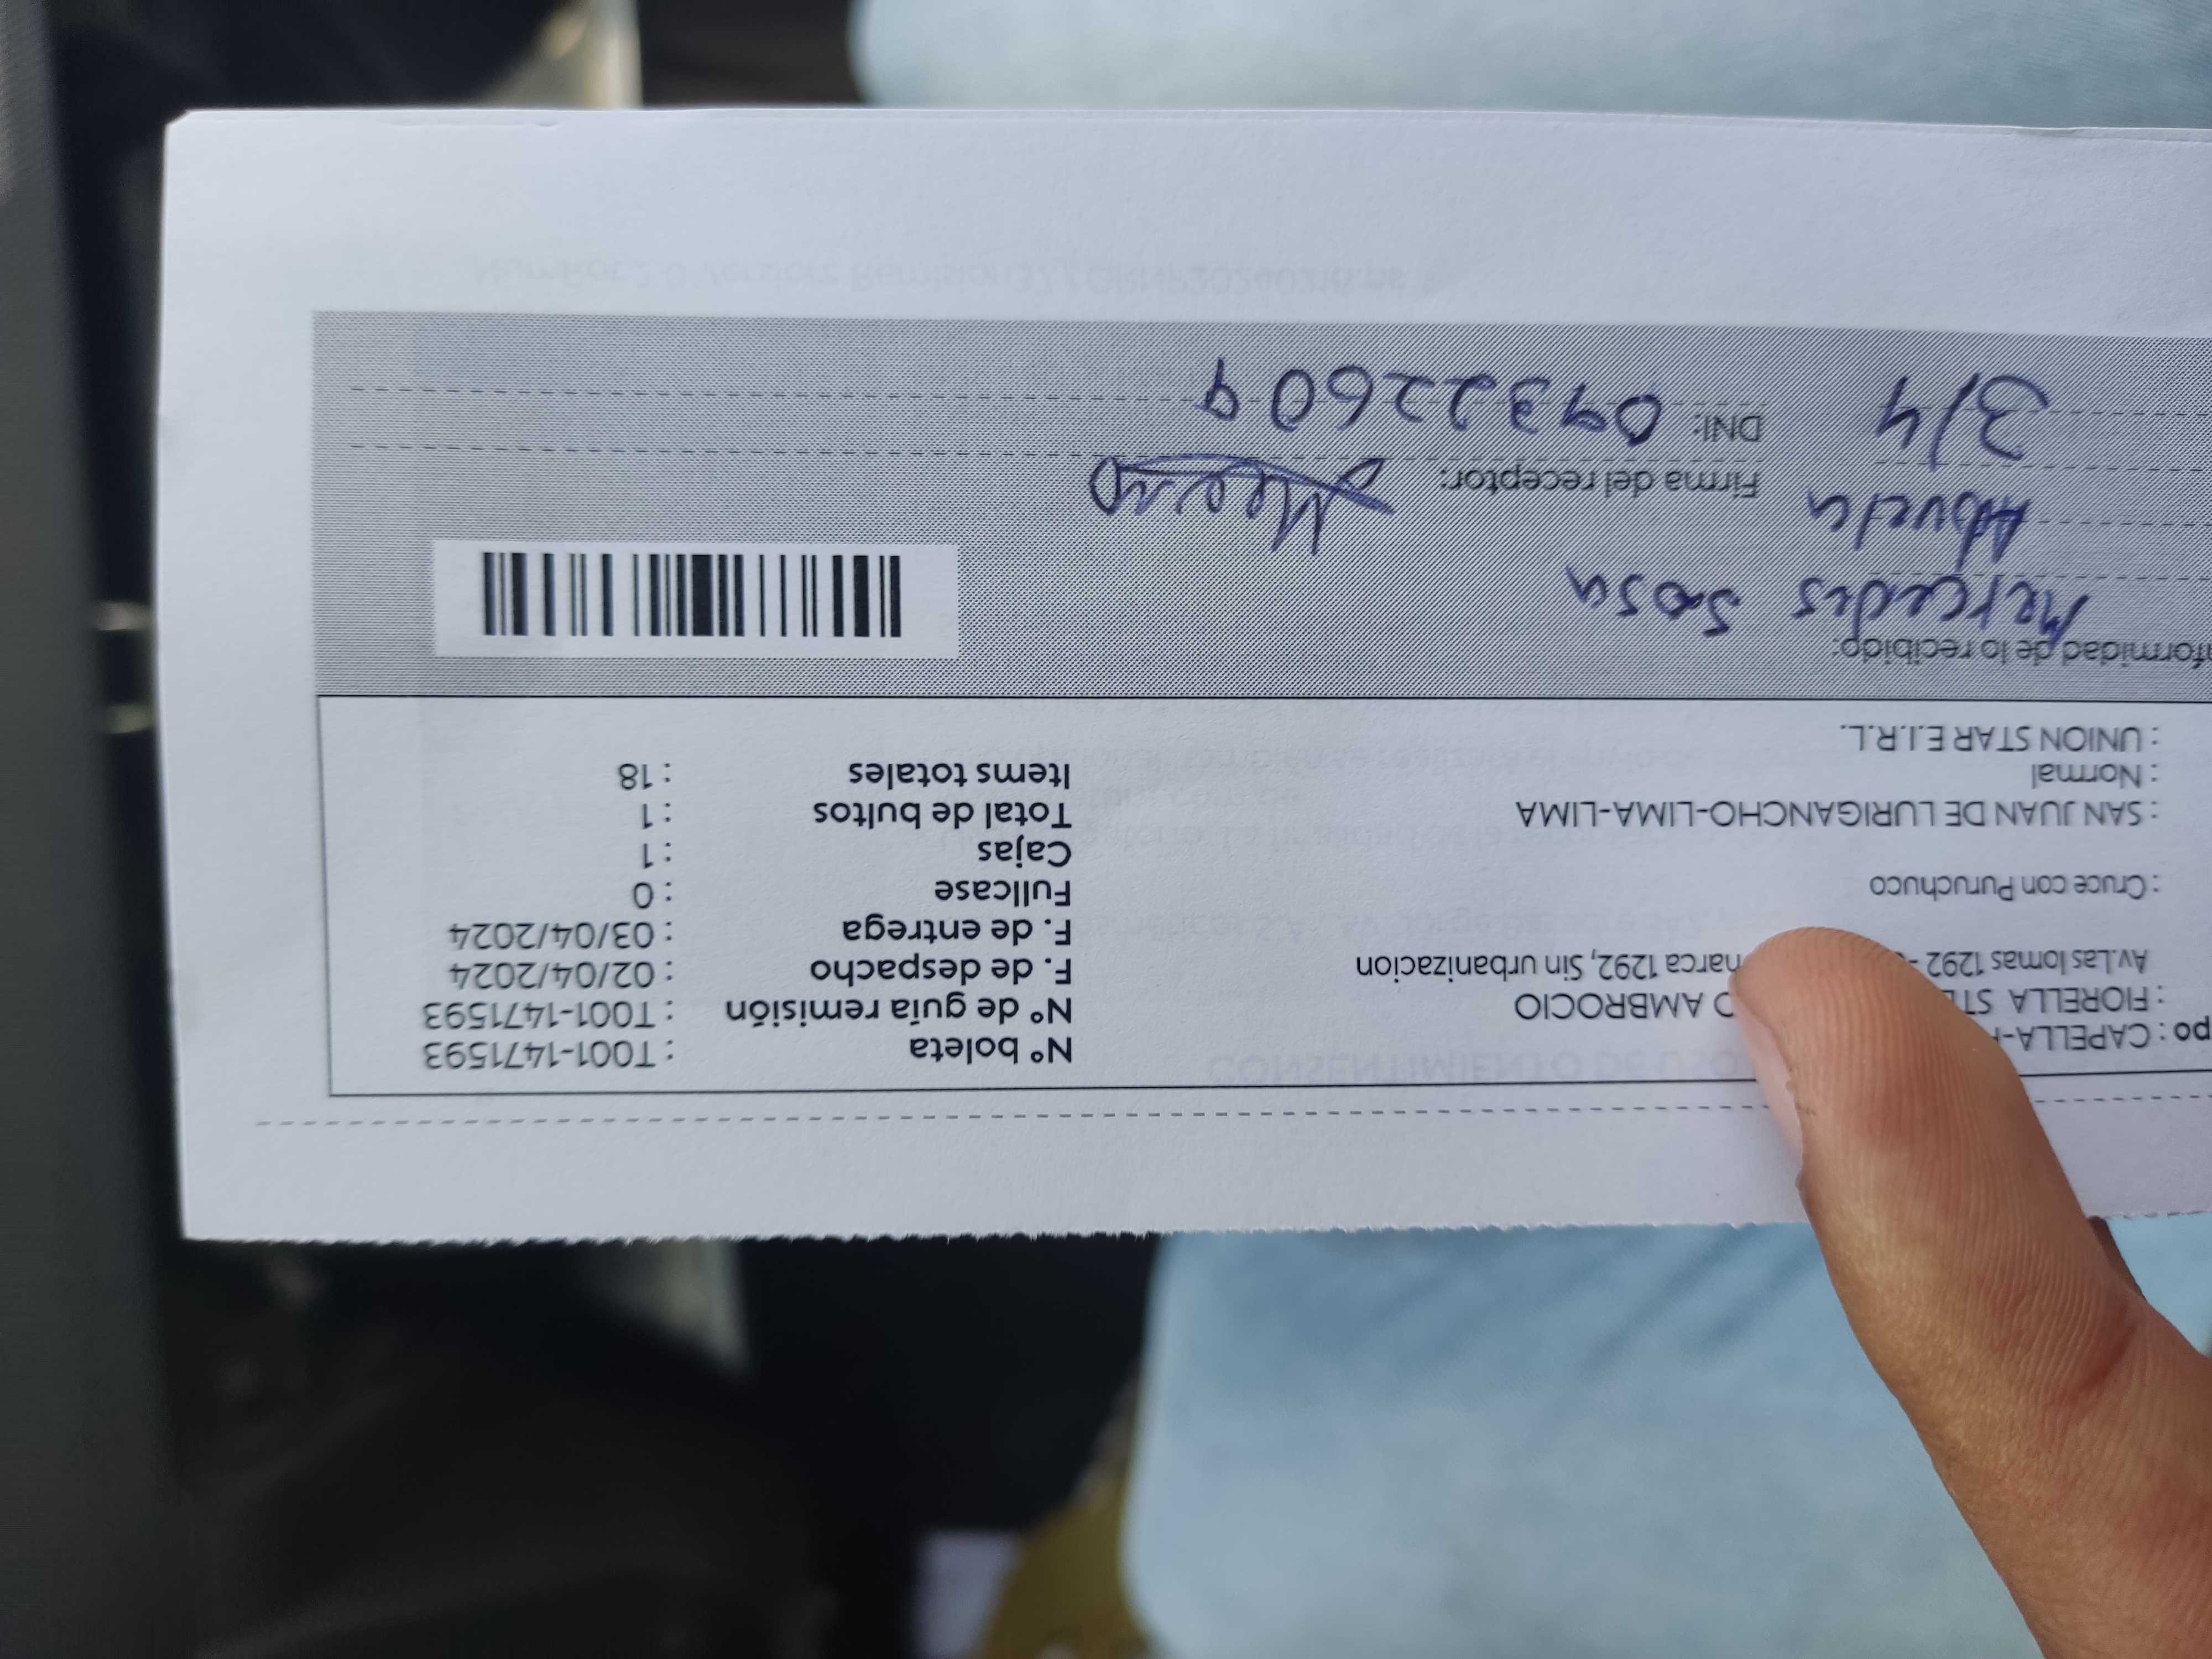 po : CAPELLA-
: FIORELLA AMBROCIO
Av.Las lomas 1292 - 1292, Sin urbanizacion
: Cruce con Puruchuco
: SAN JUAN DE LURIGANCHO-LIMA-LIMA
: Normal
: UNION STAR E.I.R.L.
N° boleta : T001-1471593
N° de guía remisión : T001-1471593
F. de despacho : 02/04/2024
F. de entrega : 03/04/2024
Fullcase : 0
Cajas : 1
Total de bultos : 1
Items totales : 18
formidad de lo recibido:
Mercedes Sosa
Abuela
Firma del receptor:
3/4
DNI: 09322609